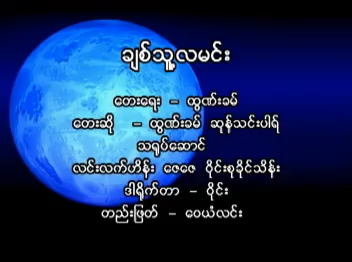 ချစ်သူ့လမင်း
တေးရေး – ထွဏ်းခမ်
တေးဆို – ထွဏ်းခမ် ဆုန်သင်းပါရ်
သရုပ်ဆောင်
လင်းလက်ဟိန်း ဇေဇေ ဝိုင်းစုခိုင်သိန်း
ဒါရိုက်တာ – ဝိုင်း
တည်းဖြတ် – ဝေယံလင်း